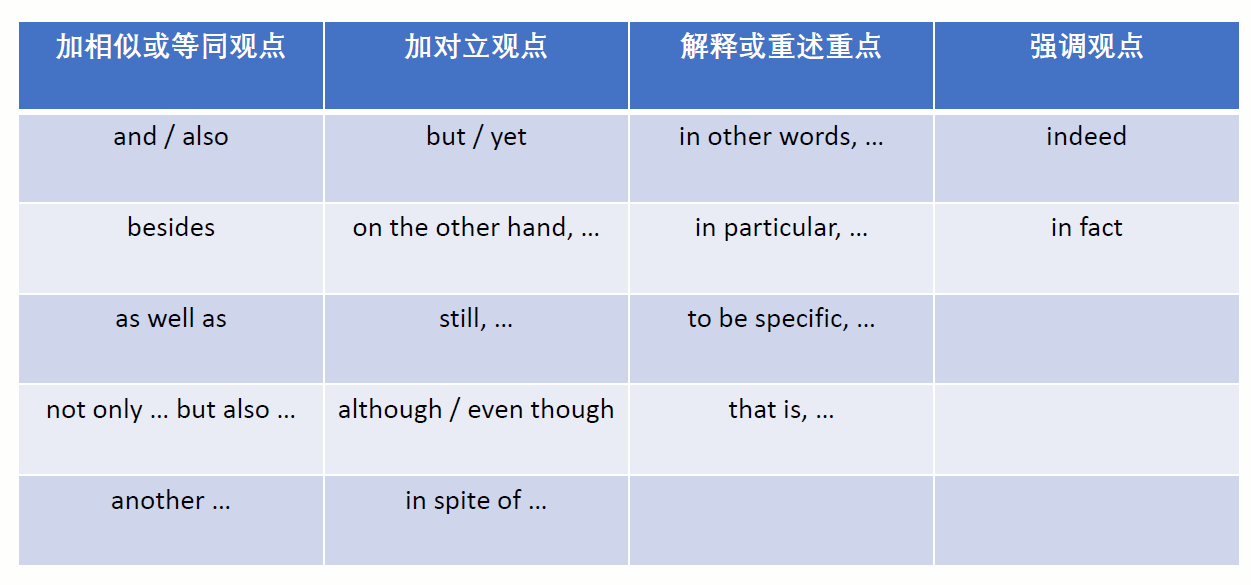 加相似或等同观点 加对立观点 解释或重述重点 强调观点
and / also but / yet in other words, … indeed
besides on the other hand, … in particular, … in fact
as well as still, … to be specific, …
not only … but also … although / even though that is, …
another … in spite of …